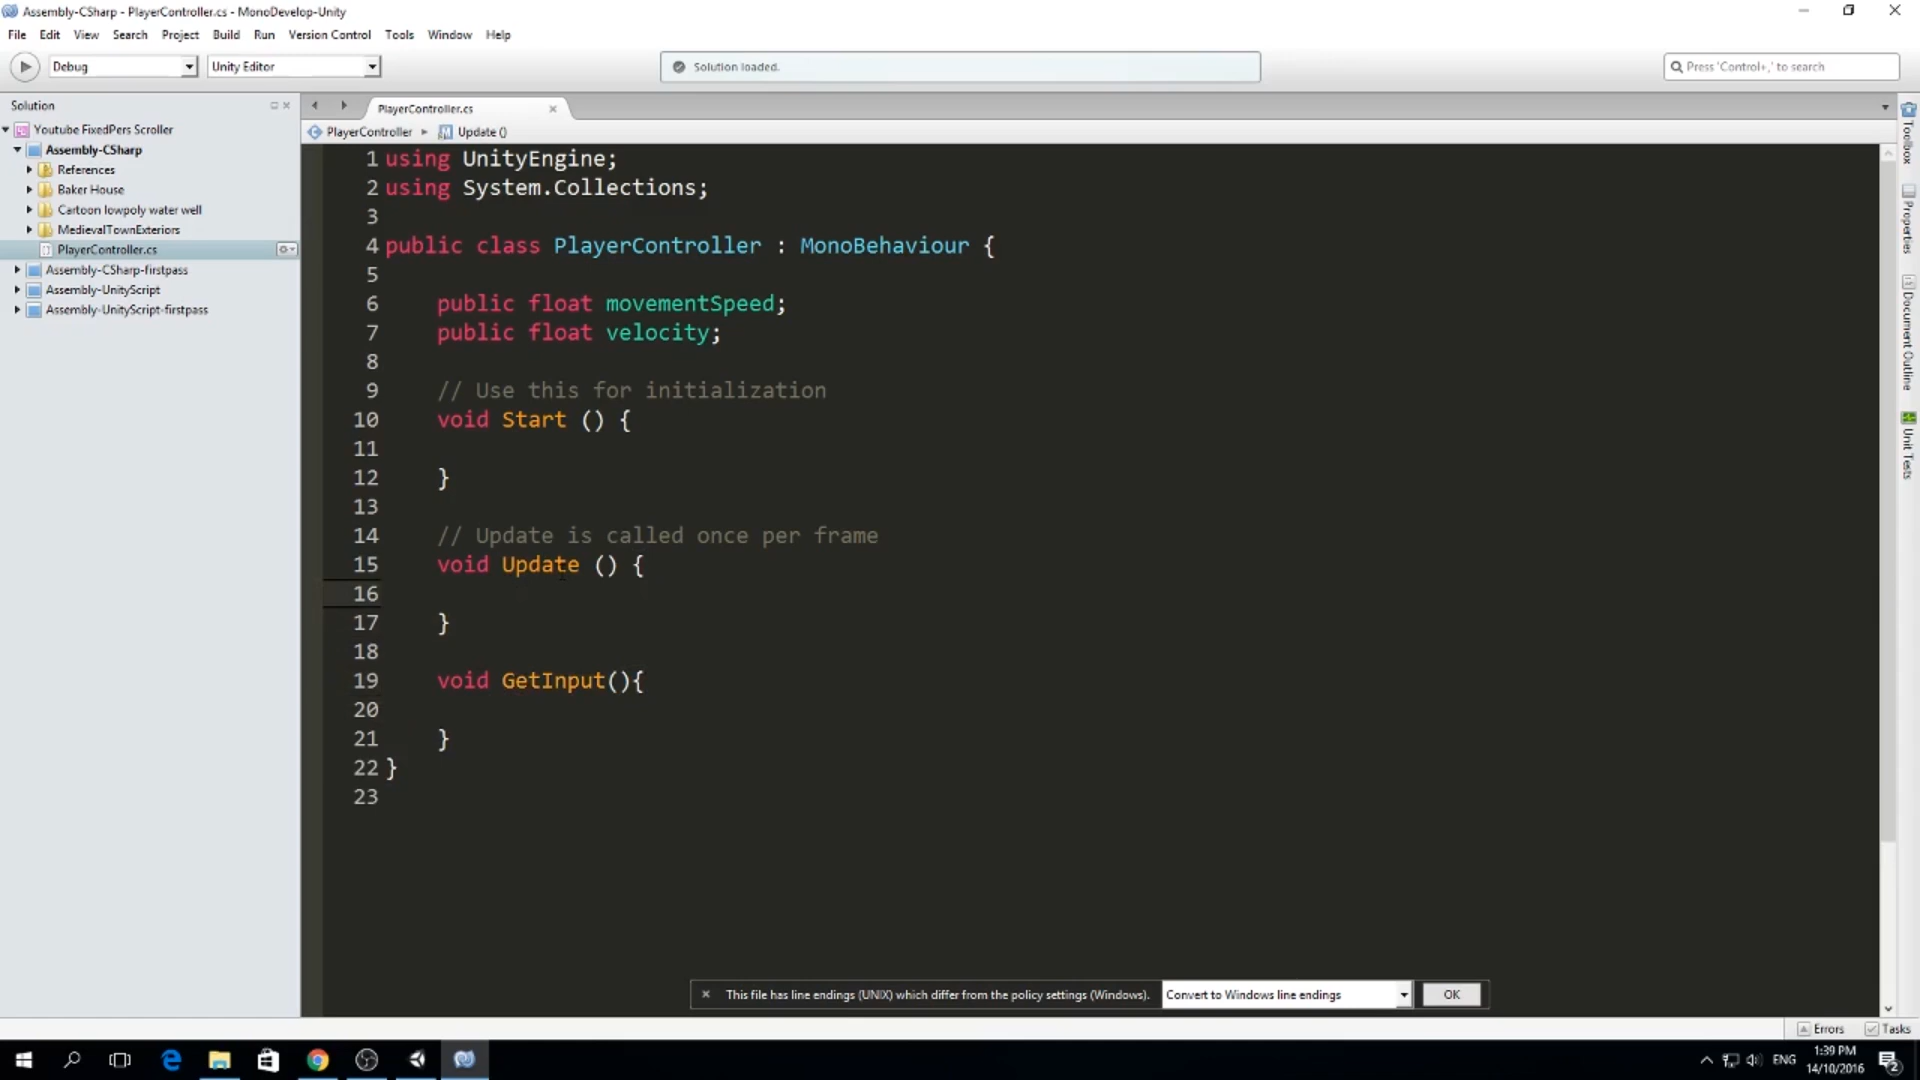 Assembly-CSharp - PlayerController.cs - MonoDevelop-Unity
File Edit View Search Project Build Run Version Control Tools Window Help
Debug Unity Editor Solution loaded. Press 'Control+,' to search
Solution
Youtube FixedPers Scroller
Assembly-CSharp
References
Baker House
Cartoon lowpoly water well
MedievalTownExteriors
PlayerController.cs
Assembly-CSharp-firstpass
Assembly-UnityScript
Assembly-UnityScript-firstpass
PlayerController.cs
PlayerController Update ()
1 using UnityEngine;
2 using System.Collections;
3
4 public class PlayerController : MonoBehaviour {
5
6 public float movementSpeed;
7 public float velocity;
8
9 // Use this for initialization
10 void Start () {
11
12 }
13
14 // Update is called once per frame
15 void Update () {
16
17 }
18
19 void GetInput(){
20
21 }
22 }
23
Toolbox
Properties
Document Outline
Unit Tests
This file has line endings (UNIX) which differ from the policy settings (Windows). Convert to Windows line endings OK
Errors Tasks
ENG 1:39 PM
14/10/2016 2